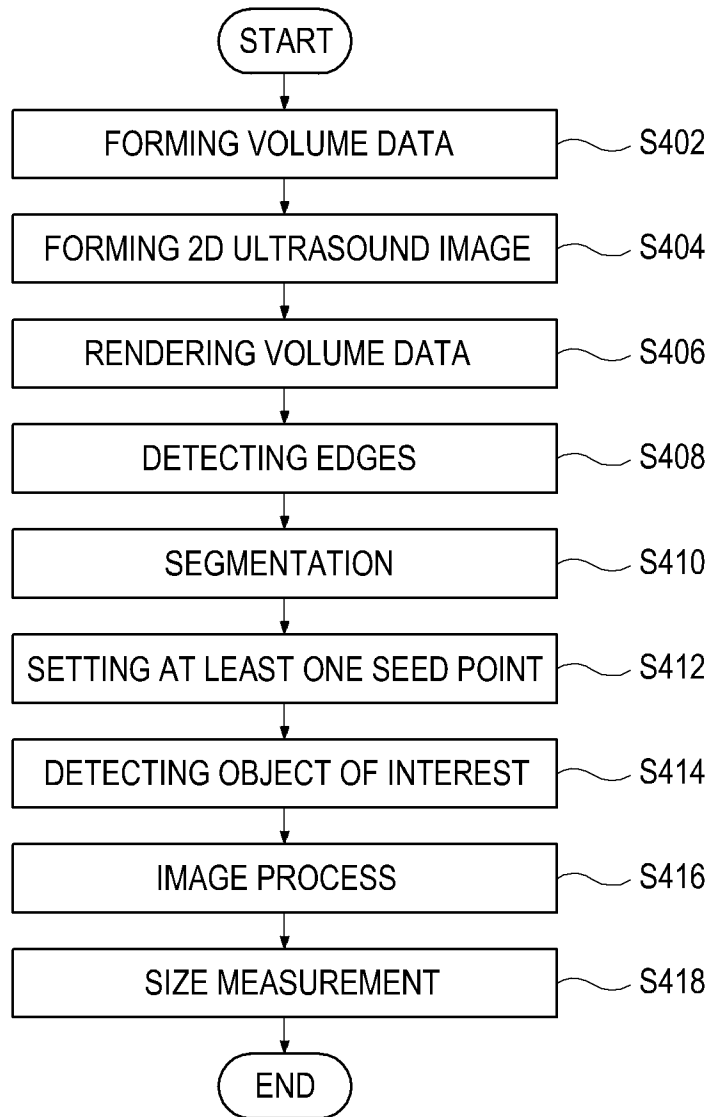 START
FORMING VOLUME DATA S402
FORMING 2D ULTRASOUND IMAGE S404
RENDERING VOLUME DATA S406
DETECTING EDGES S408
SEGMENTATION S410
SETTING AT LEAST ONE SEED POINT S412
DETECTING OBJECT OF INTEREST S414
IMAGE PROCESS S416
SIZE MEASUREMENT S418
END